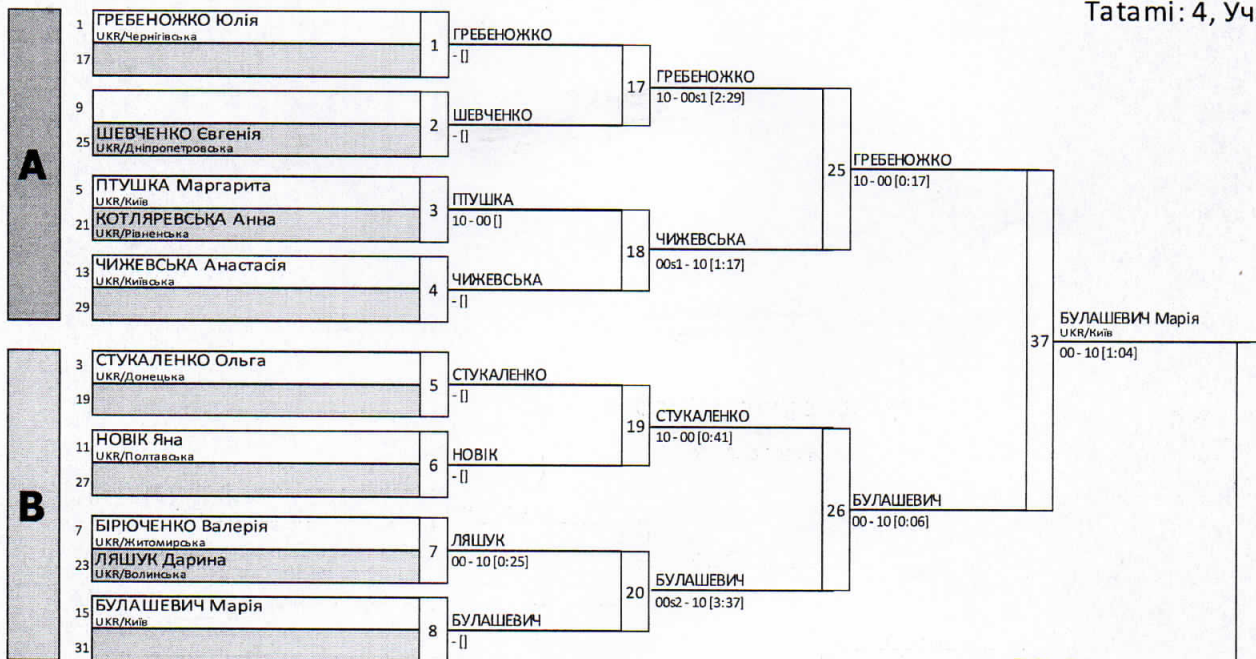 Tatami: 4, Уч
A
1 ГРЕБЕНОЖКО Юлія
UKR/Чернігівська
17
1
ГРЕБЕНОЖКО
- []
9
25 ШЕВЧЕНКО Євгенія
UKR/Дніпропетровська
2
ШЕВЧЕНКО
- []
17
ГРЕБЕНОЖКО
10 - 00s1 [2:29]
5 ПТУШКА Маргарита
UKR/Київ
21 КОТЛЯРЕВСЬКА Анна
UKR/Рівненська
3
ПТУШКА
10 - 00 []
13 ЧИЖЕВСЬКА Анастасія
UKR/Київська
29
4
ЧИЖЕВСЬКА
- []
18
ЧИЖЕВСЬКА
00s1 - 10 [1:17]
25
ГРЕБЕНОЖКО
10 - 00 [0:17]
B
3 СТУКАЛЕНКО Ольга
UKR/Донецька
19
5
СТУКАЛЕНКО
- []
11 НОВІК Яна
UKR/Полтавська
27
6
НОВІК
- []
19
СТУКАЛЕНКО
10 - 00 [0:41]
7 БІРЮЧЕНКО Валерія
UKR/Житомирська
23 ЛЯШУК Дарина
UKR/Волинська
7
ЛЯШУК
00 - 10 [0:25]
15 БУЛАШЕВИЧ Марія
UKR/Київ
31
8
БУЛАШЕВИЧ
- []
20
БУЛАШЕВИЧ
00s2 - 10 [3:37]
26
БУЛАШЕВИЧ
00 - 10 [0:06]
37
БУЛАШЕВИЧ Марія
UKR/Київ
00 - 10 [1:04]